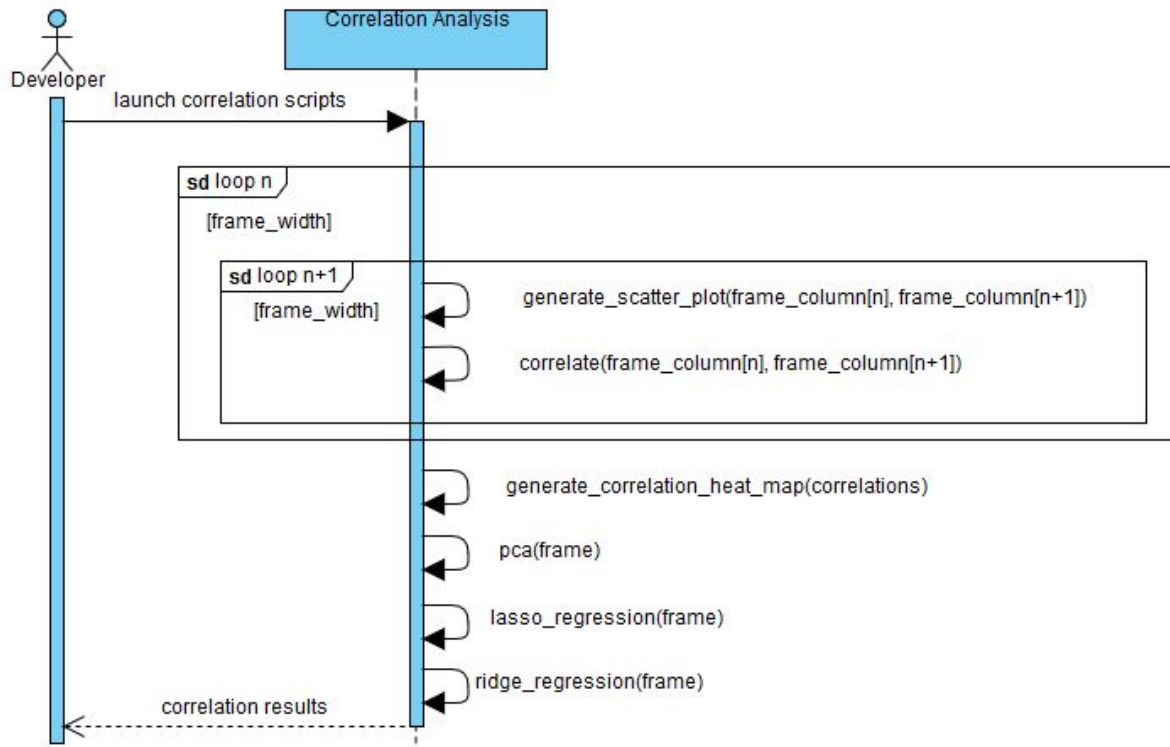 Correlation Analysis
Developer
launch correlation scripts
sd loop n
[frame_width]
sd loop n+1
[frame_width]
generate_scatter_plot(frame_column[n], frame_column[n+1])
correlate(frame_column[n], frame_column[n+1])
generate_correlation_heat_map(correlations)
pca(frame)
lasso_regression(frame)
ridge_regression(frame)
correlation results